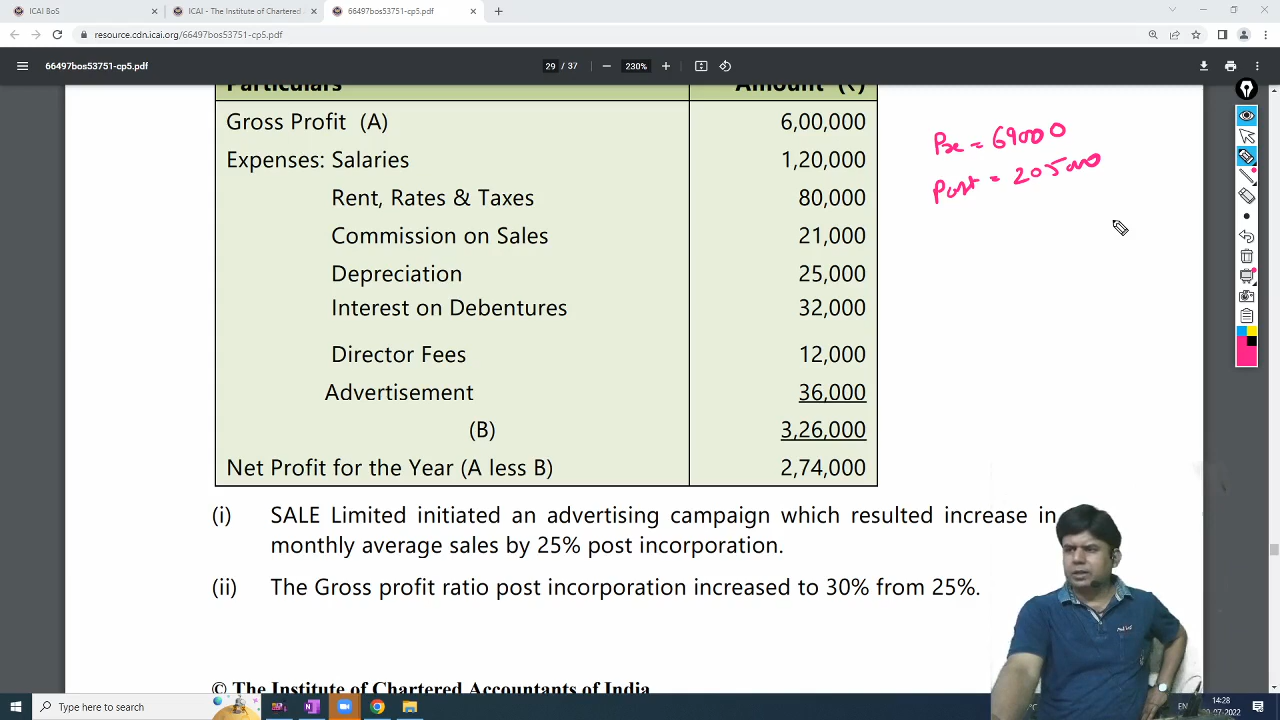 ICAI BoS
ICAI - The Institute of Chartered A
66497bos53751-cp5.pdf
resource.cdn.icai.org/66497bos53751-cp5.pdf
66497bos53751-cp5.pdf
29 / 37
230%
Particulars Amount (₹)
Gross Profit (A) 6,00,000
Expenses: Salaries 1,20,000
Rent, Rates & Taxes 80,000
Commission on Sales 21,000
Depreciation 25,000
Interest on Debentures 32,000
Director Fees 12,000
Advertisement 36,000
(B) 3,26,000
Net Profit for the Year (A less B) 2,74,000
Pre = 69000
Post = 205000
(i) SALE Limited initiated an advertising campaign which resulted increase in
monthly average sales by 25% post incorporation.
(ii) The Gross profit ratio post incorporation increased to 30% from 25%.
© The Institute of Chartered Accountants of India
Type here to search
EN
14:28
-07-2022